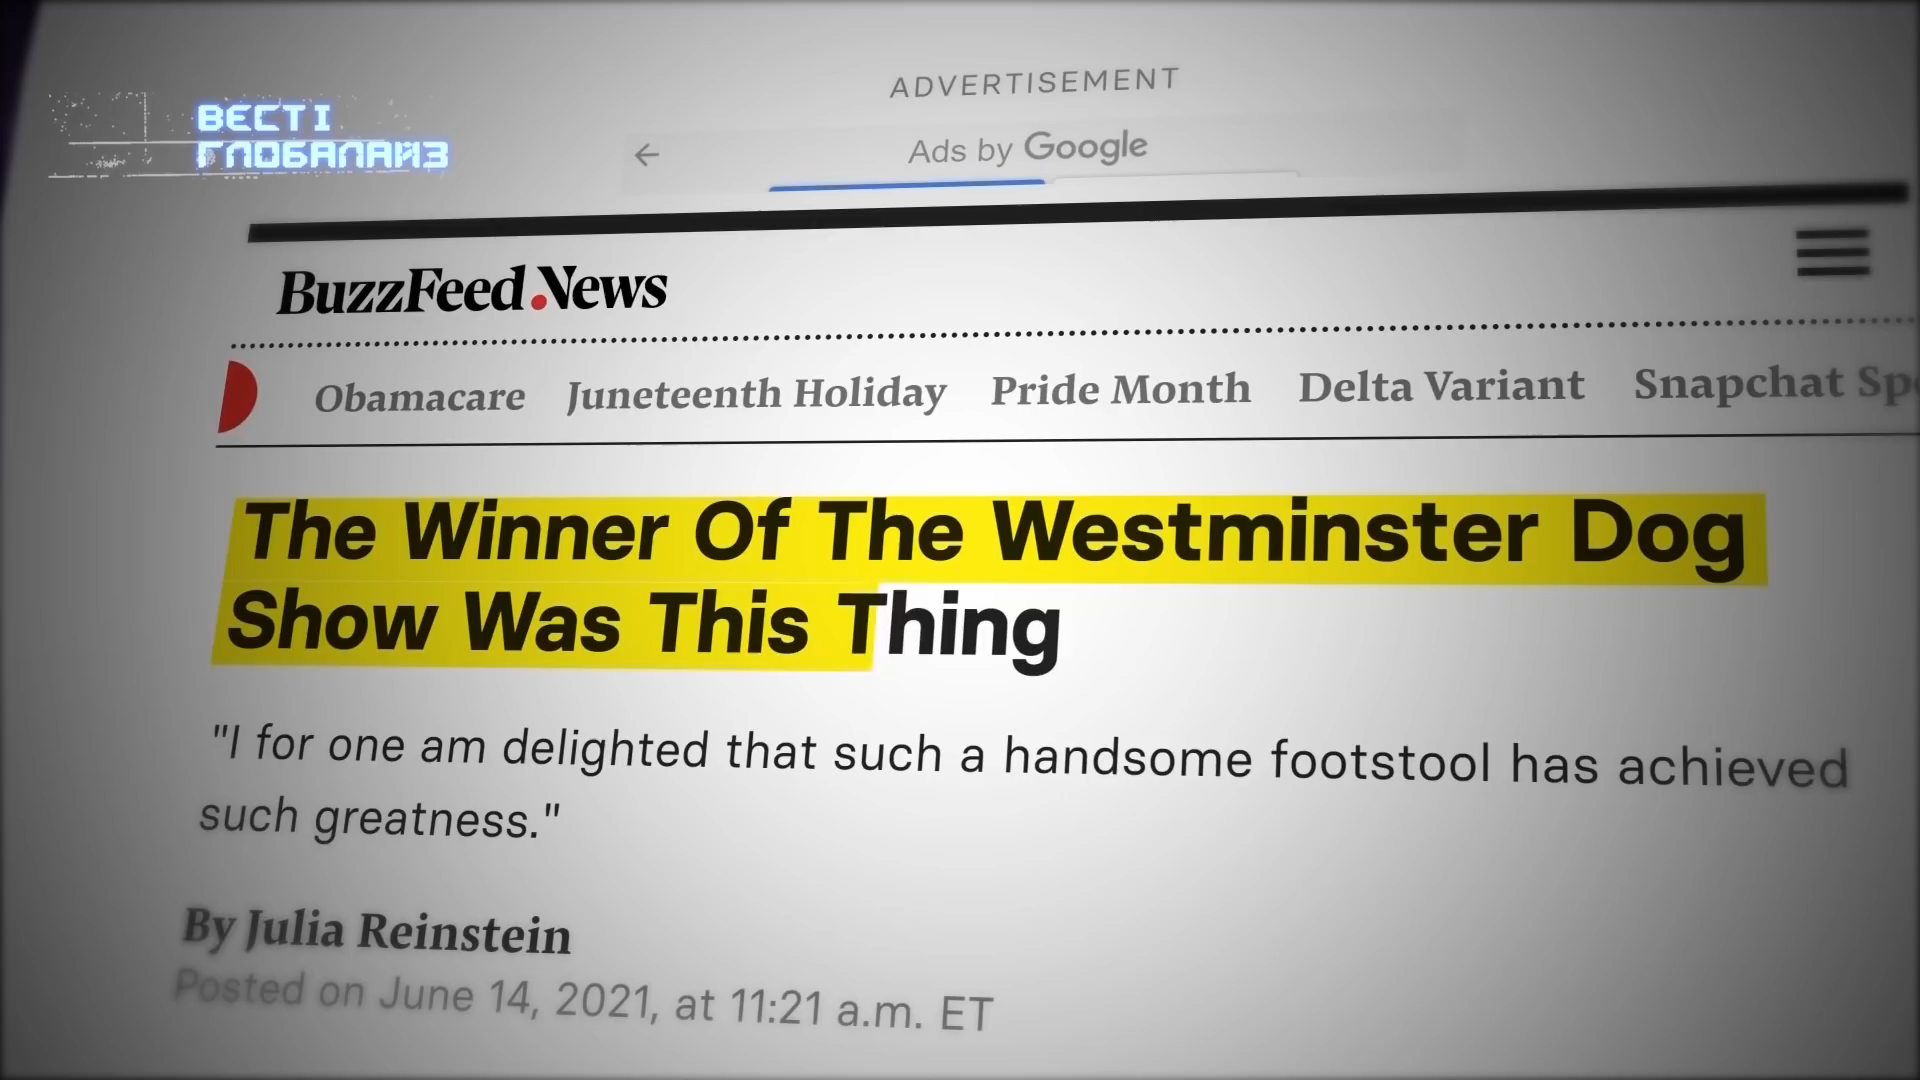 ADVERTISEMENT
ВЕСТІ
ГЛОБАЛАЙЗ
Ads by Google
BuzzFeed News
Obamacare Juneteenth Holiday Pride Month Delta Variant Snapchat
The Winner Of The Westminster Dog
Show Was This Thing
"I for one am delighted that such a handsome footstool has achieved
such greatness."
By Julia Reinstein
Posted on June 14, 2021, at 11:21 a.m. ET